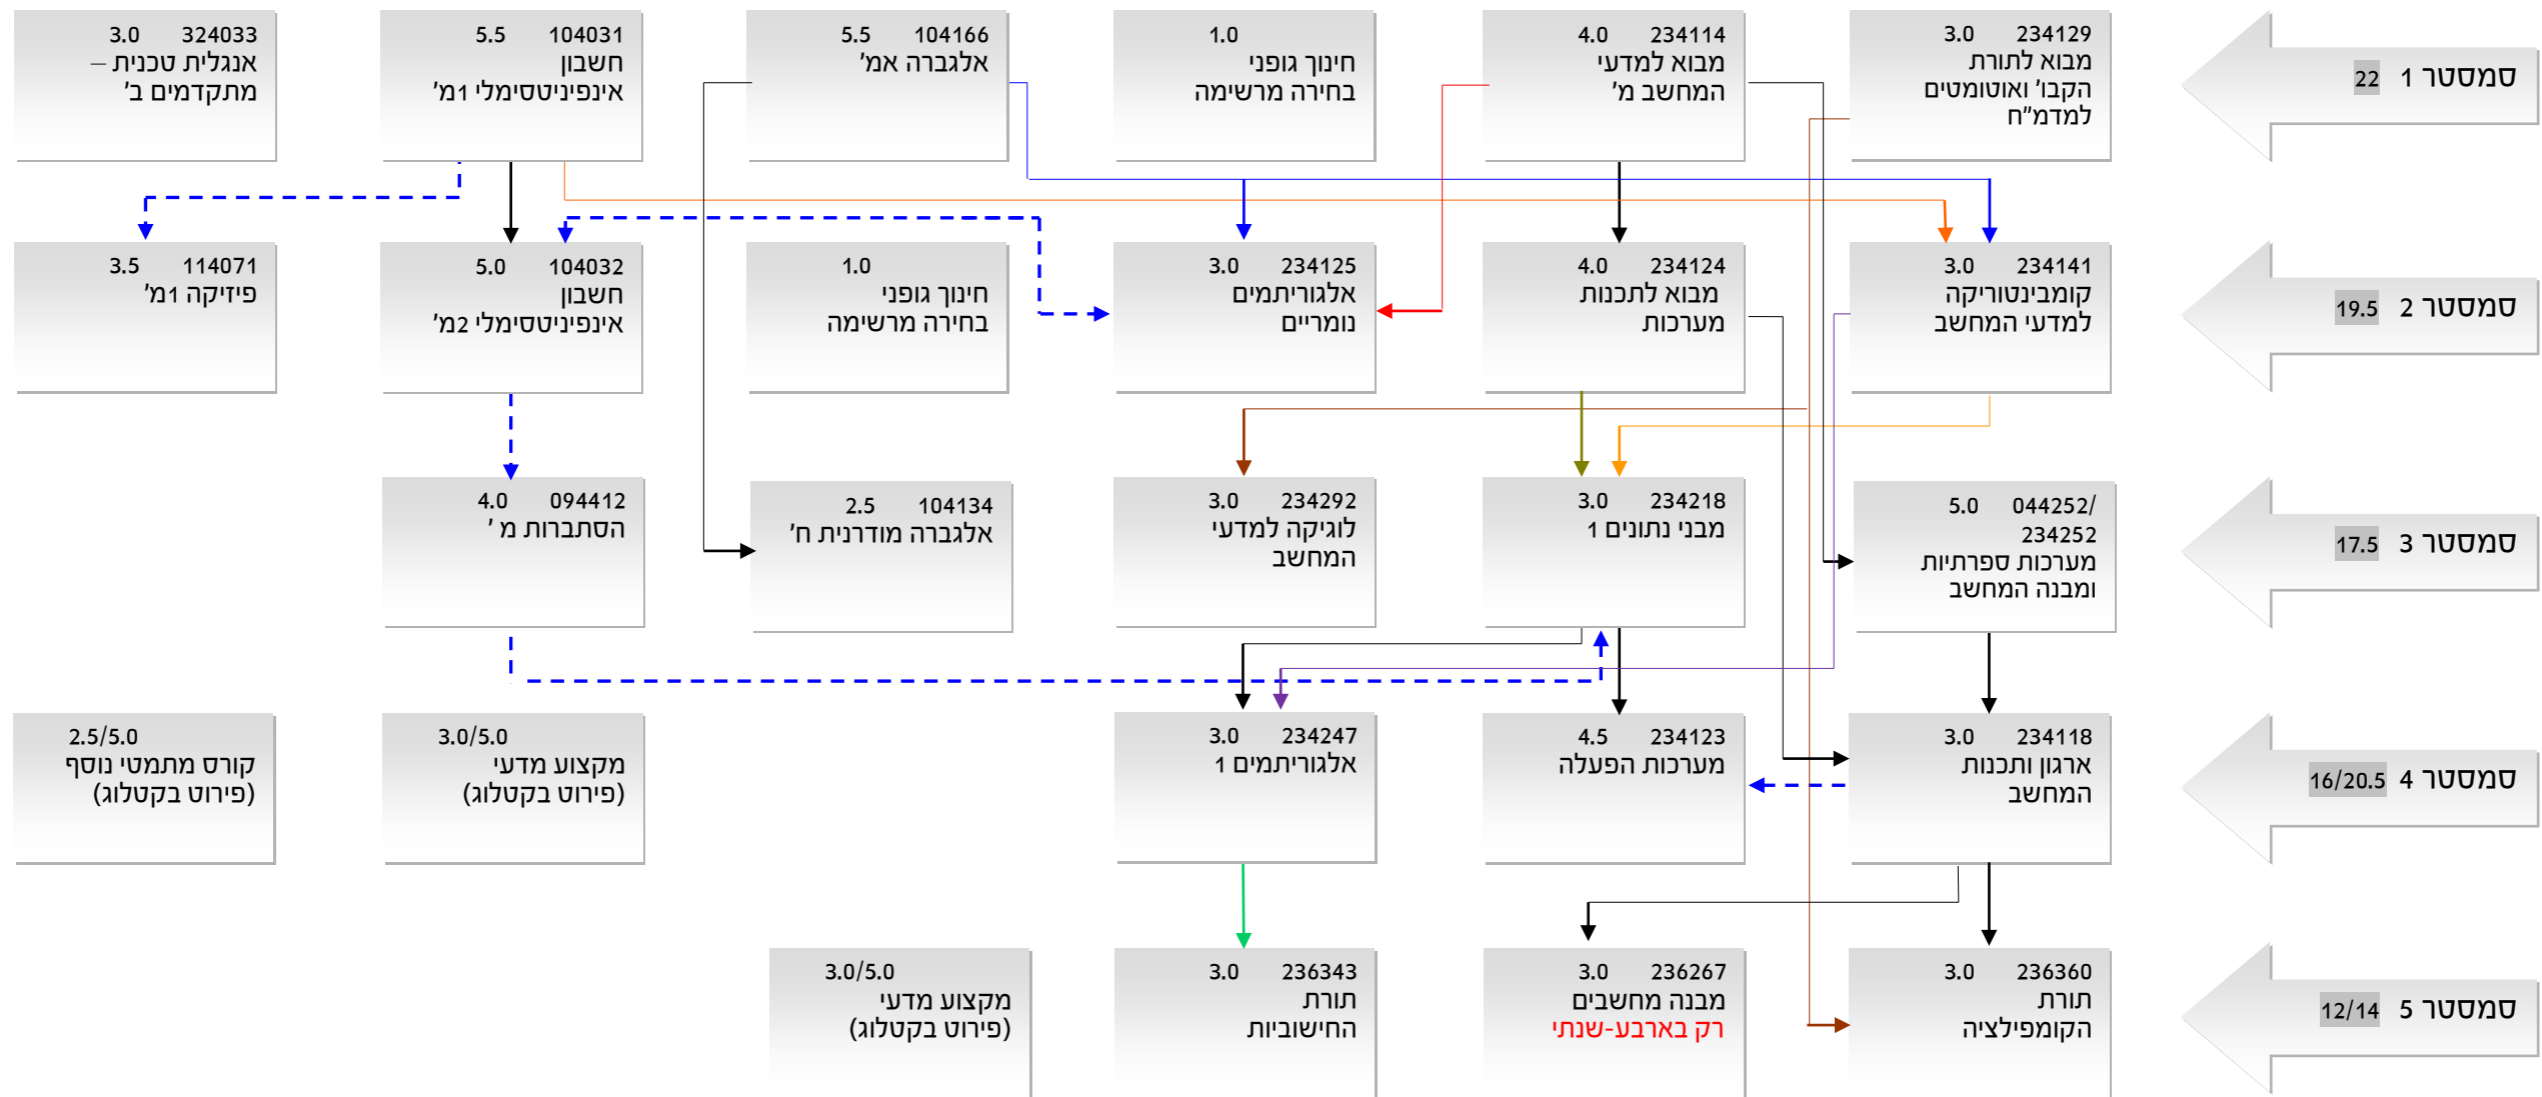 סמסטר 1 22
234129 3.0
מבוא לתורת
הקבו' ואוטומטים
למדמ"ח
234114 4.0
מבוא למדעי
המחשב מ'
1.0
חינוך גופני
בחירה מרשימה
104166 5.5
אלגברה אמ'
104031 5.5
חשבון
אינפיניטסימלי 1מ'
324033 3.0
אנגלית טכנית –
מתקדמים ב'
סמסטר 2 19.5
234141 3.0
קומבינטוריקה
למדעי המחשב
234124 4.0
מבוא לתכנות
מערכות
234125 3.0
אלגוריתמים
נומריים
1.0
חינוך גופני
בחירה מרשימה
104032 5.0
חשבון
אינפיניטסימלי 2מ'
114071 3.5
פיזיקה 1מ'
סמסטר 3 17.5
044252/ 5.0
234252
מערכות ספרתיות
ומבנה המחשב
234218 3.0
מבני נתונים 1
234292 3.0
לוגיקה למדעי
המחשב
104134 2.5
אלגברה מודרנית ח'
094412 4.0
הסתברות מ '
סמסטר 4 16/20.5
234118 3.0
ארגון ותכנות
המחשב
234123 4.5
מערכות הפעלה
234247 3.0
אלגוריתמים 1
3.0/5.0
מקצוע מדעי
(פירוט בקטלוג)
2.5/5.0
קורס מתמטי נוסף
(פירוט בקטלוג)
סמסטר 5 12/14
236360 3.0
תורת
הקומפילציה
236267 3.0
מבנה מחשבים
רק בארבע-שנתי
236343 3.0
תורת
החישוביות
3.0/5.0
מקצוע מדעי
(פירוט בקטלוג)